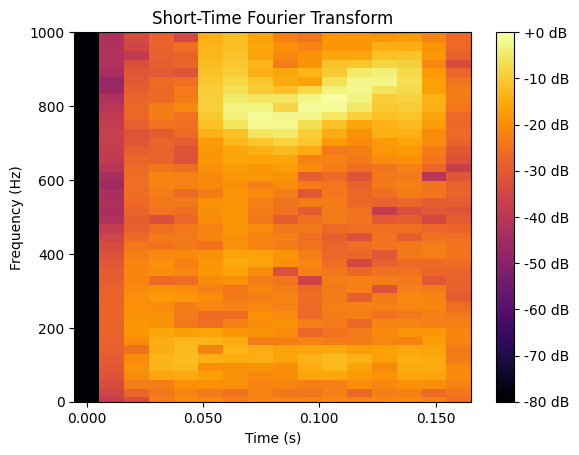 Short-Time Fourier Transform
Frequency (Hz)
1000
800
600
400
200
0
0.000
0.050
0.100
0.150
Time (s)
+0 dB
-10 dB
-20 dB
-30 dB
-40 dB
-50 dB
-60 dB
-70 dB
-80 dB